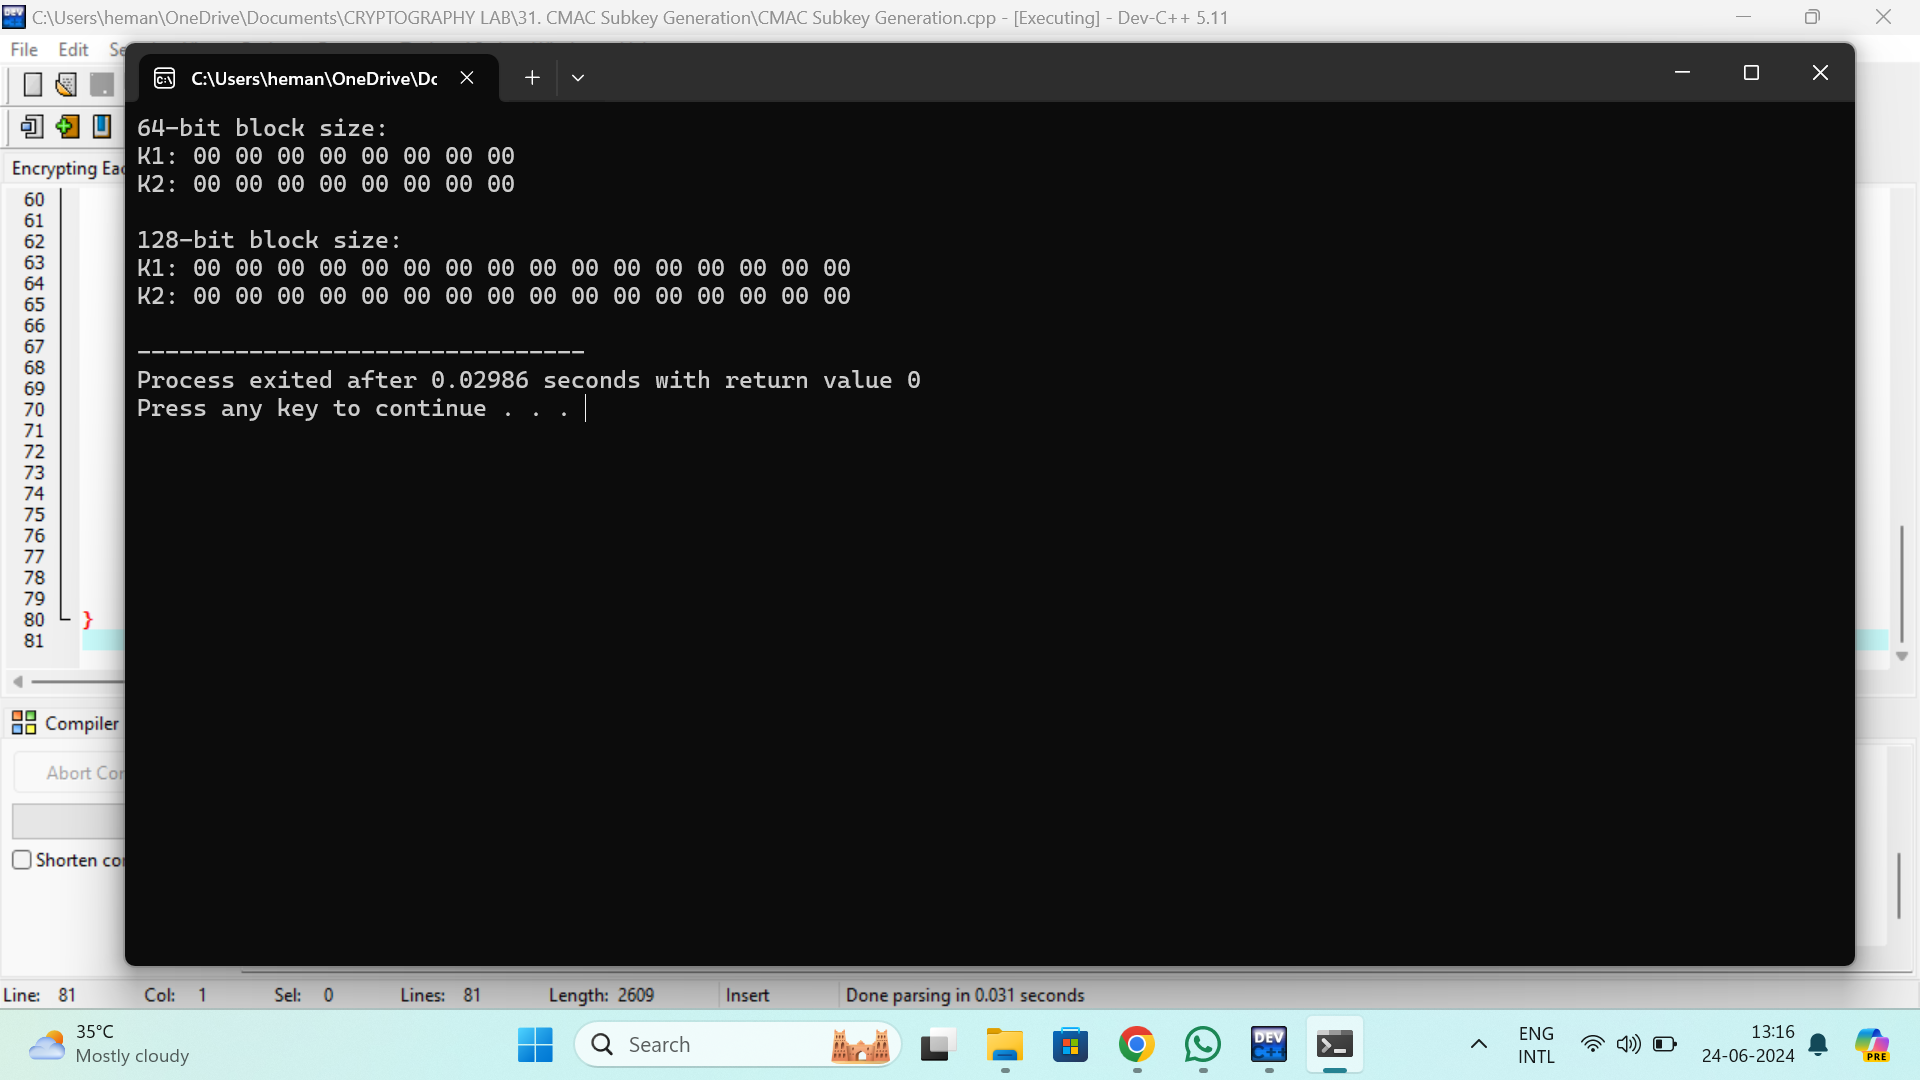 C:\Users\heman\OneDrive\Documents\CRYPTOGRAPHY LAB\31. CMAC Subkey Generation\CMAC Subkey Generation.cpp - [Executing] - Dev-C++ 5.11
File Edit
C:\Users\heman\OneDrive\Dc
64-bit block size:
K1: 00 00 00 00 00 00 00 00
K2: 00 00 00 00 00 00 00 00
128-bit block size:
K1: 00 00 00 00 00 00 00 00 00 00 00 00 00 00 00 00
K2: 00 00 00 00 00 00 00 00 00 00 00 00 00 00 00 00
--------------------------------
Process exited after 0.02986 seconds with return value 0
Press any key to continue . . .
Encrypting Eac
60
61
62
63
64
65
66
67
68
69
70
71
72
73
74
75
76
77
78
79
80 }
81
Compiler
Abort Cor
Shorten cor
Line: 81 Col: 1 Sel: 0 Lines: 81 Length: 2609 Insert Done parsing in 0.031 seconds
35°C
Mostly cloudy
Search
DEV
C++
ENG
INTL
13:16
24-06-2024
PRE